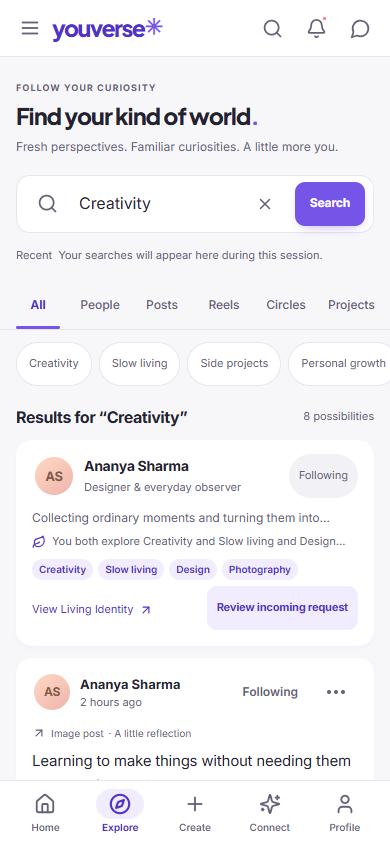 youverse
FOLLOW YOUR CURIOSITY
Find your kind of world.
Fresh perspectives. Familiar curiosities. A little more you.
Creativity
Search
Recent Your searches will appear here during this session.
All People Posts Reels Circles Projects
Creativity Slow living Side projects Personal growth
Results for “Creativity” 8 possibilities
AS
Ananya Sharma
Designer & everyday observer
Following
Collecting ordinary moments and turning them into...
You both explore Creativity and Slow living and Design...
Creativity Slow living Design Photography
View Living Identity
Review incoming request
AS
Ananya Sharma
2 hours ago
Following
Image post · A little reflection
Learning to make things without needing them
Home Explore Create Connect Profile